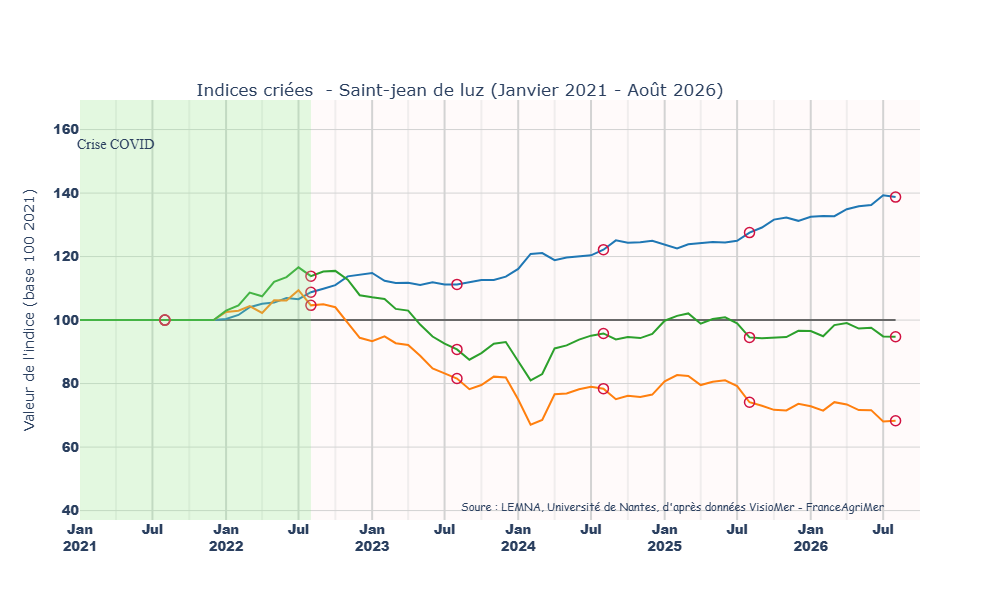 Indices criées  - Saint-jean de luz (Janvier 2021 - Août 2026)
160
Crise COVID
140
120
100
80
60
40
Valeur de l'indice (base 100 2021)
Soure : LEMNA, Université de Nantes, d'après données VisioMer - FranceAgriMer
Jan Jul Jan Jul Jan Jul Jan Jul Jan Jul Jan Jul
2021 2022 2023 2024 2025 2026